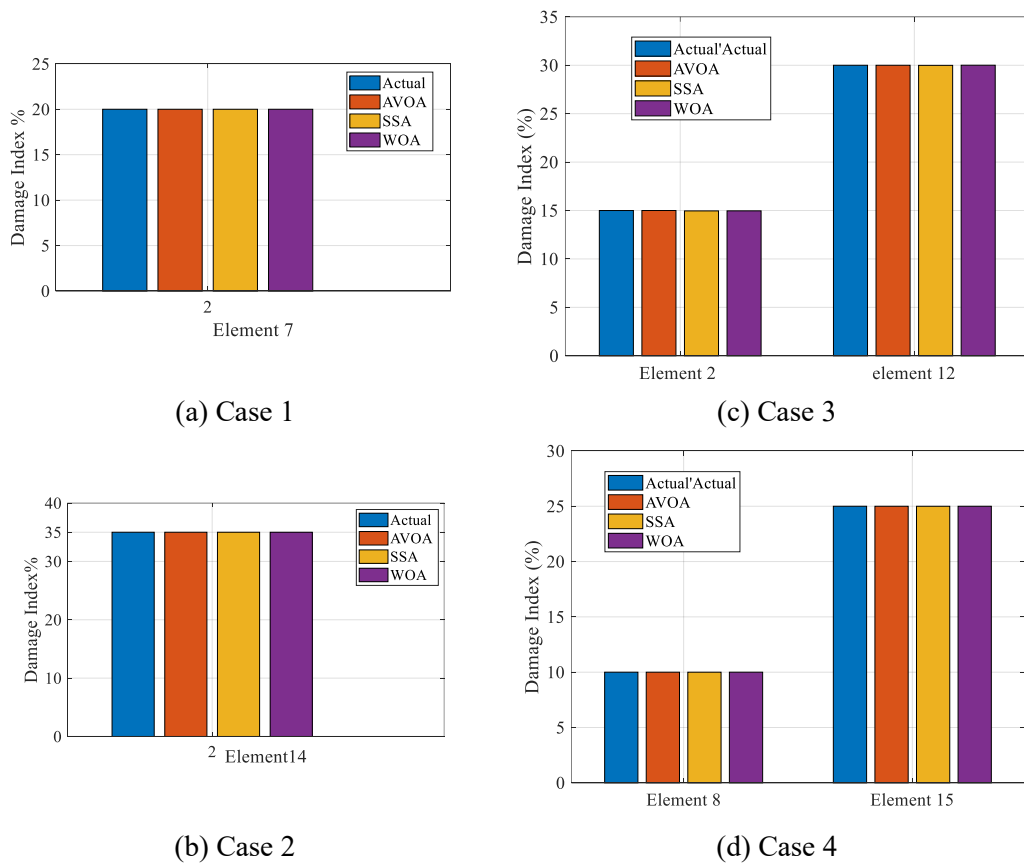 25
20
15
10
5
0
Damage Index %
Actual
AVOA
SSA
WOA
2
Element 7
(a) Case 1
35
30
25
20
15
10
5
0
Damage Index (%)
Actual'Actual
AVOA
SSA
WOA
Element 2
element 12
(c) Case 3
40
35
30
20
10
0
Damage Index%
Actual
AVOA
SSA
WOA
2
Element14
(b) Case 2
30
25
20
15
10
5
0
Damage Index (%)
Actual'Actual
AVOA
SSA
WOA
Element 8
Element 15
(d) Case 4